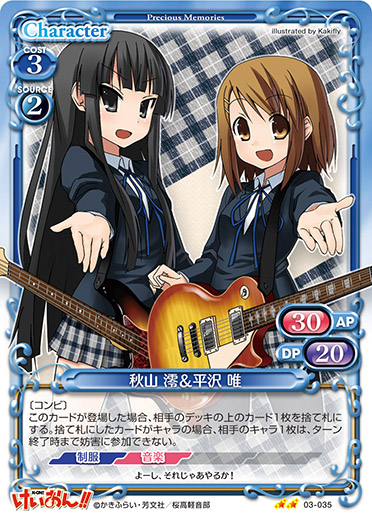 Precious Memories
Character
illustrated by Kakifly
COST
3
SOURCE
2
30 AP
DP 20
秋山 澪&平沢 唯
〔コンビ〕
このカードが登場した場合、相手のデッキの上のカード1枚を捨て札に
する。捨て札にしたカードがキャラの場合、相手のキャラ1枚は、ターン
終了時まで妨害に参加できない。
制服 音楽
よーし、それじゃあやるか!
K-ON!!
けいおん!!
©かきふらい・芳文社/桜高軽音部
03-035